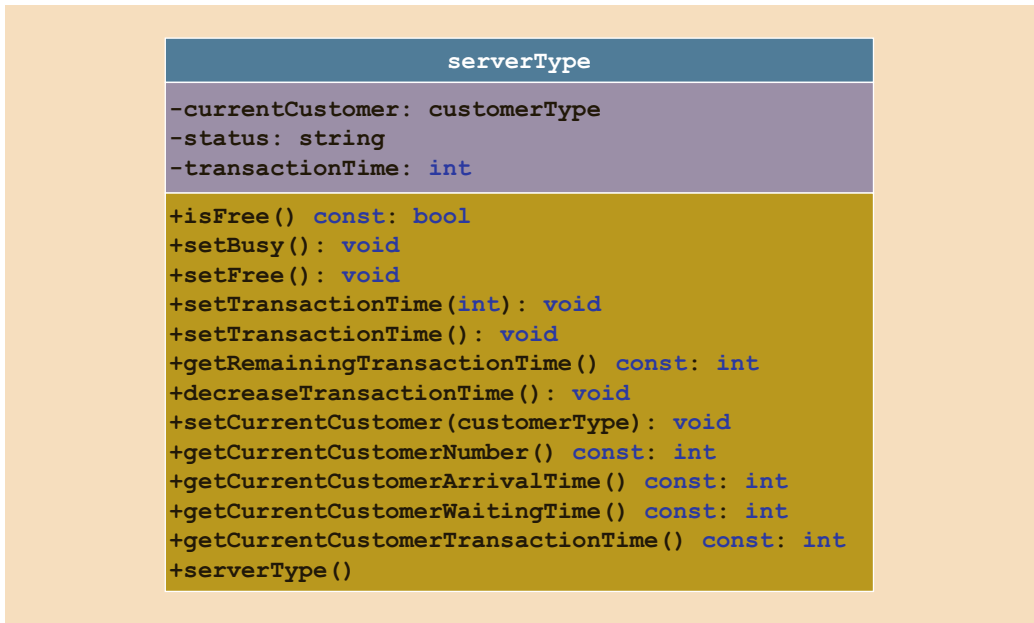 serverType
-currentCustomer: customerType
-status: string
-transactionTime: int
+isFree() const: bool
+setBusy(): void
+setFree(): void
+setTransactionTime(int): void
+setTransactionTime(): void
+getRemainingTransactionTime() const: int
+decreaseTransactionTime(): void
+setCurrentCustomer(customerType): void
+getCurrentCustomerNumber() const: int
+getCurrentCustomerArrivalTime() const: int
+getCurrentCustomerWaitingTime() const: int
+getCurrentCustomerTransactionTime() const: int
+serverType()